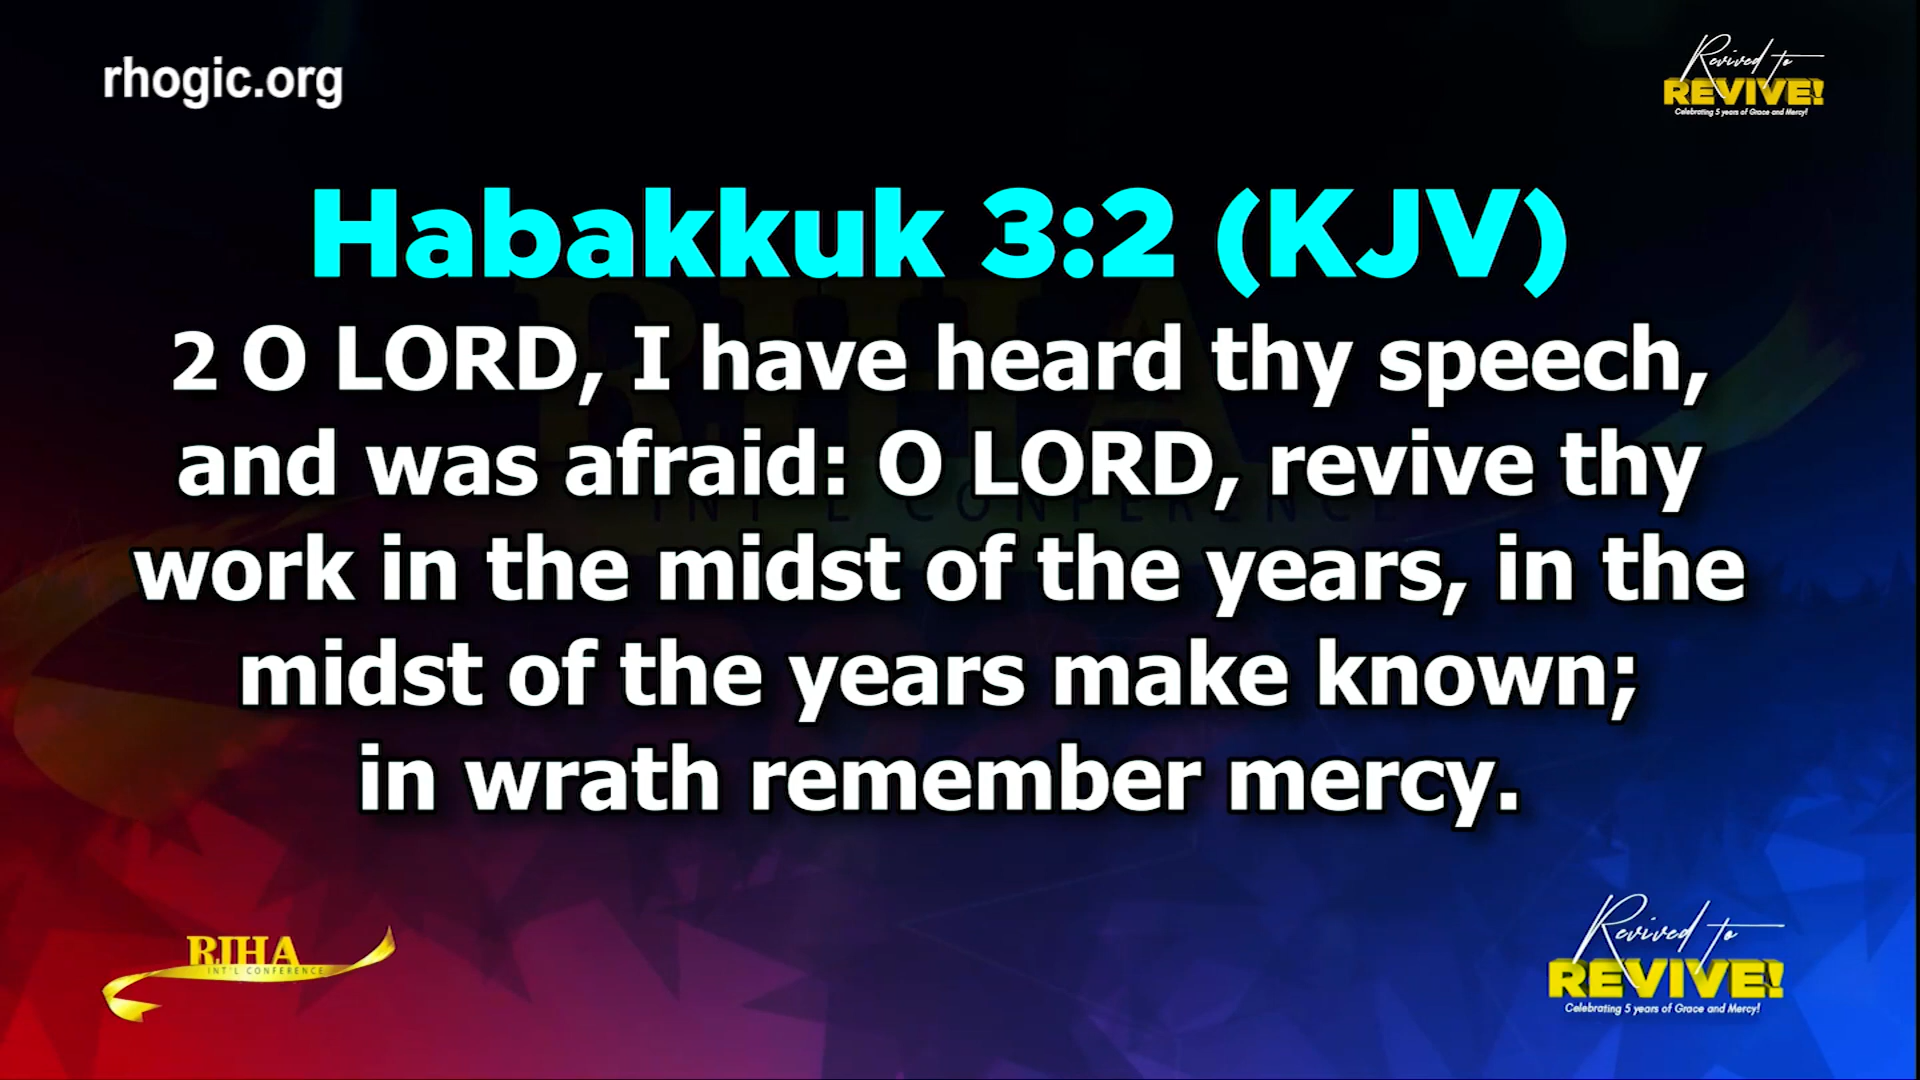 rhogic.org
Revived to
REVIVE!
Celebrating 5 years of Grace and Mercy!
Habakkuk 3:2 (KJV)
2 O LORD, I have heard thy speech,
and was afraid: O LORD, revive thy
work in the midst of the years, in the
midst of the years make known;
in wrath remember mercy.
RIHA
INT'L CONFERENCE
RIHA
INT'L CONFERENCE
Revived to
REVIVE!
Celebrating 5 years of Grace and Mercy!